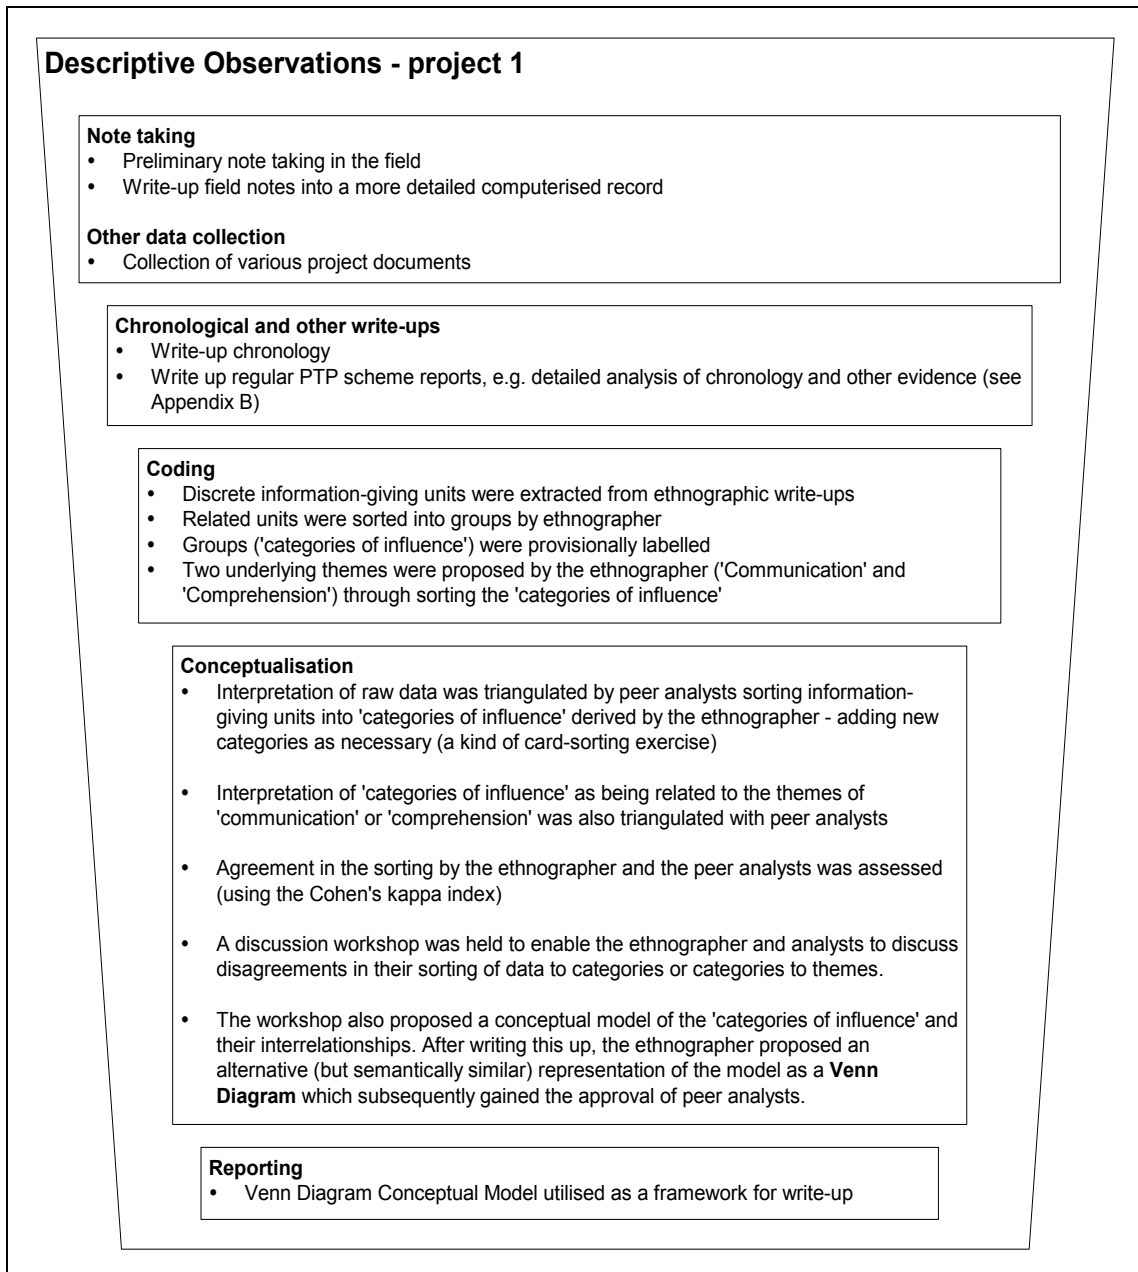 Descriptive Observations - project 1
Note taking
• Preliminary note taking in the field
• Write-up field notes into a more detailed computerised record
Other data collection
• Collection of various project documents
Chronological and other write-ups
• Write-up chronology
• Write up regular PTP scheme reports, e.g. detailed analysis of chronology and other evidence (see
Appendix B)
Coding
• Discrete information-giving units were extracted from ethnographic write-ups
• Related units were sorted into groups by ethnographer
• Groups ('categories of influence') were provisionally labelled
• Two underlying themes were proposed by the ethnographer ('Communication' and
'Comprehension') through sorting the 'categories of influence'
Conceptualisation
• Interpretation of raw data was triangulated by peer analysts sorting information-
giving units into 'categories of influence' derived by the ethnographer - adding new
categories as necessary (a kind of card-sorting exercise)
• Interpretation of 'categories of influence' as being related to the themes of
'communication' or 'comprehension' was also triangulated with peer analysts
• Agreement in the sorting by the ethnographer and the peer analysts was assessed
(using the Cohen's kappa index)
• A discussion workshop was held to enable the ethnographer and analysts to discuss
disagreements in their sorting of data to categories or categories to themes.
• The workshop also proposed a conceptual model of the 'categories of influence' and
their interrelationships. After writing this up, the ethnographer proposed an
alternative (but semantically similar) representation of the model as a Venn
Diagram which subsequently gained the approval of peer analysts.
Reporting
• Venn Diagram Conceptual Model utilised as a framework for write-up